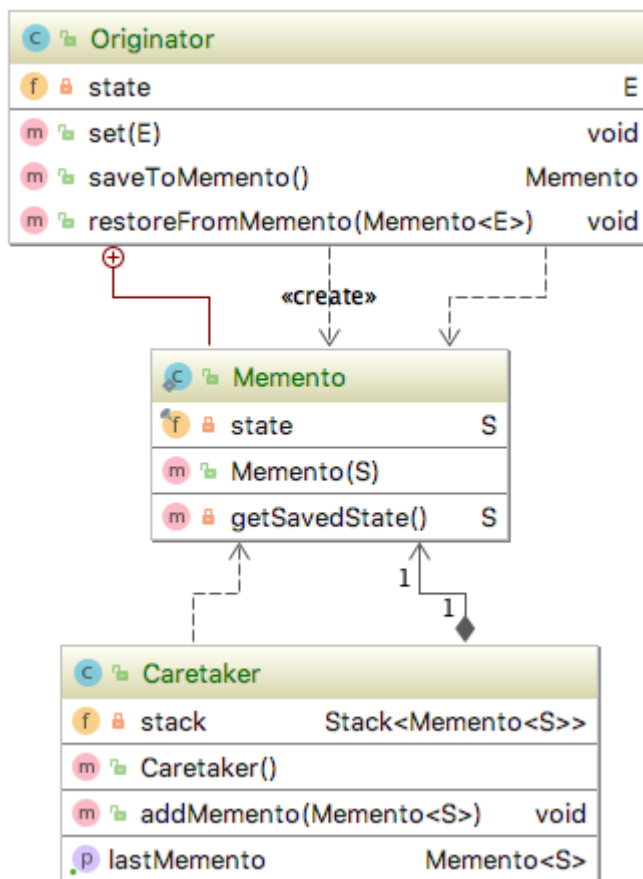 C Originator
f state E
m set(E) void
m saveToMemento() Memento
m restoreFromMemento(Memento<E>) void
«create»
C Memento
f state S
m Memento(S)
m getSavedState() S
1
1
C Caretaker
f stack Stack<Memento<S>>
m Caretaker()
m addMemento(Memento<S>) void
p lastMemento Memento<S>